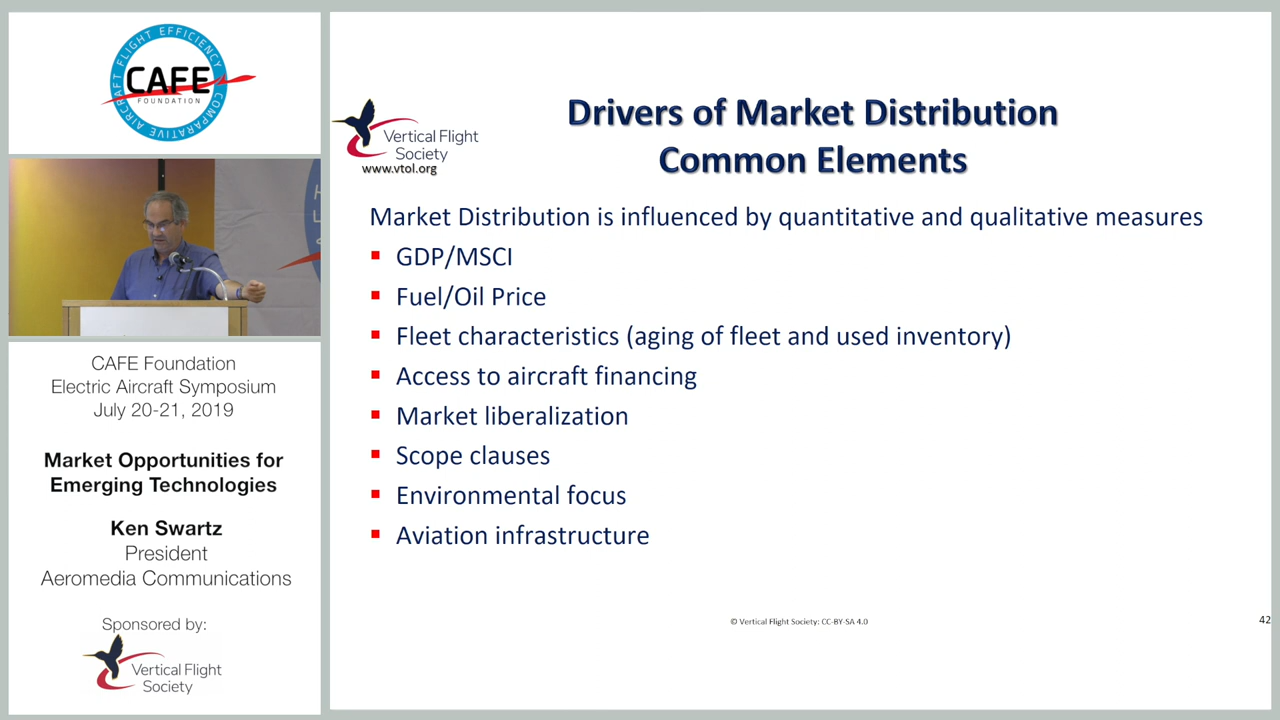 COMPARATIVE AIRCRAFT FLIGHT EFFICIENCY
CAFE
FOUNDATION
CAFE Foundation
Electric Aircraft Symposium
July 20-21, 2019
Market Opportunities for
Emerging Technologies
Ken Swartz
President
Aeromedia Communications
Sponsored by:
Vertical Flight
Society
Vertical Flight
Society
www.vtol.org
Drivers of Market Distribution
Common Elements
Market Distribution is influenced by quantitative and qualitative measures
GDP/MSCI
Fuel/Oil Price
Fleet characteristics (aging of fleet and used inventory)
Access to aircraft financing
Market liberalization
Scope clauses
Environmental focus
Aviation infrastructure
© Vertical Flight Society: CC-BY-SA 4.0
42